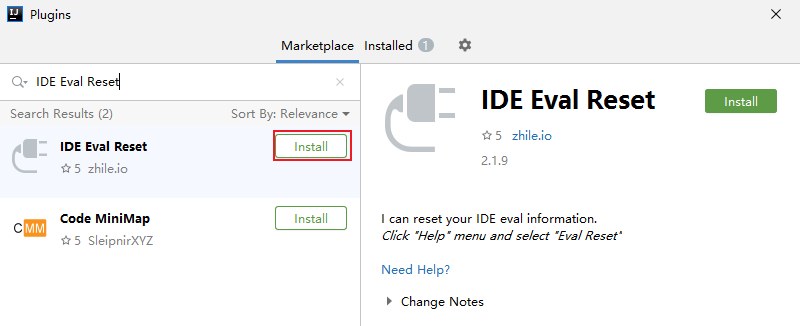 IJ Plugins
Marketplace Installed 1
IDE Eval Reset
Search Results (2) Sort By: Relevance
IDE Eval Reset
Install
5 zhile.io
CMM
Code MiniMap
Install
5 SleipnirXYZ
IDE Eval Reset
Install
5 zhile.io
2.1.9
I can reset your IDE eval information.
Click "Help" menu and select "Eval Reset"
Need Help?
Change Notes